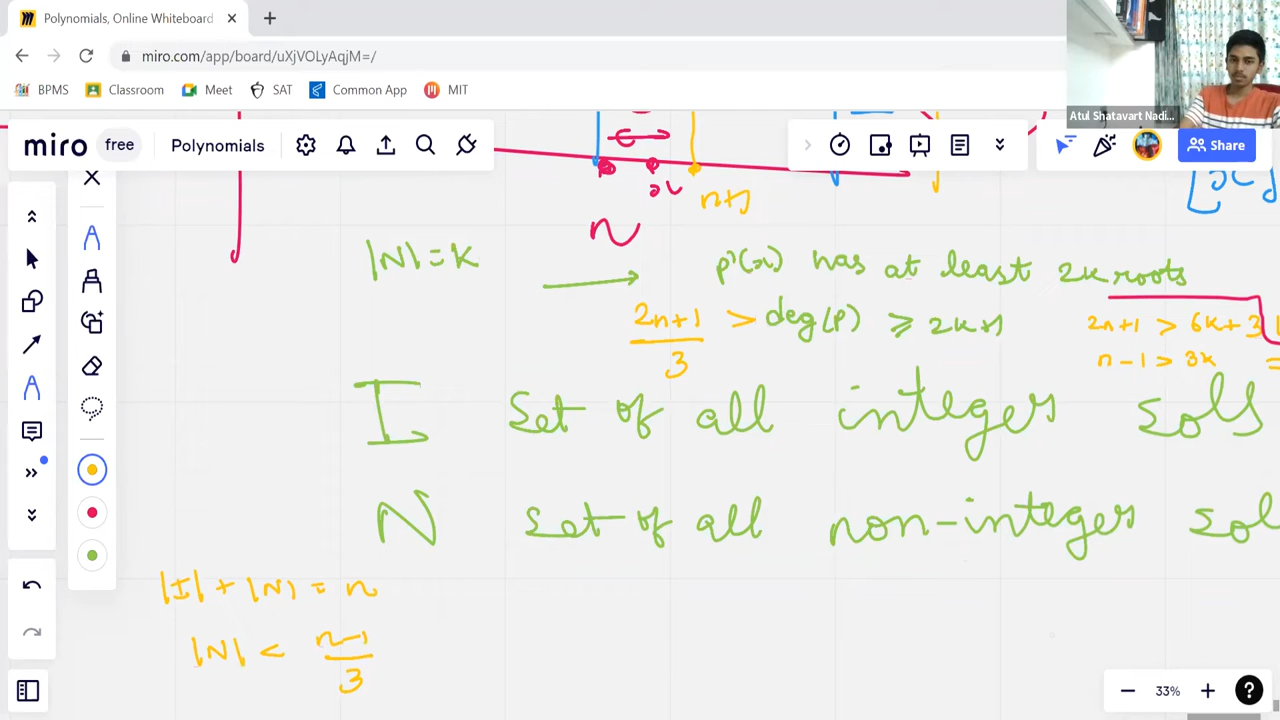 Polynomials, Online Whiteboard
miro.com/app/board/uXjVOLyAqjM=/
BPMS Classroom Meet SAT Common App MIT
Atul Shatavart Nadi...
miro free Polynomials Share
x n+1
n
|N| = k
p'(x) has at least 2k roots
2n+1 / 3 > deg(P) ⩾ 2k+1
2n+1 > 6k+3
n-1 > 3k
I set of all integer sols
N set of all non-integer sol
|I| + |N| = n
|N| < n-1 / 3
33%